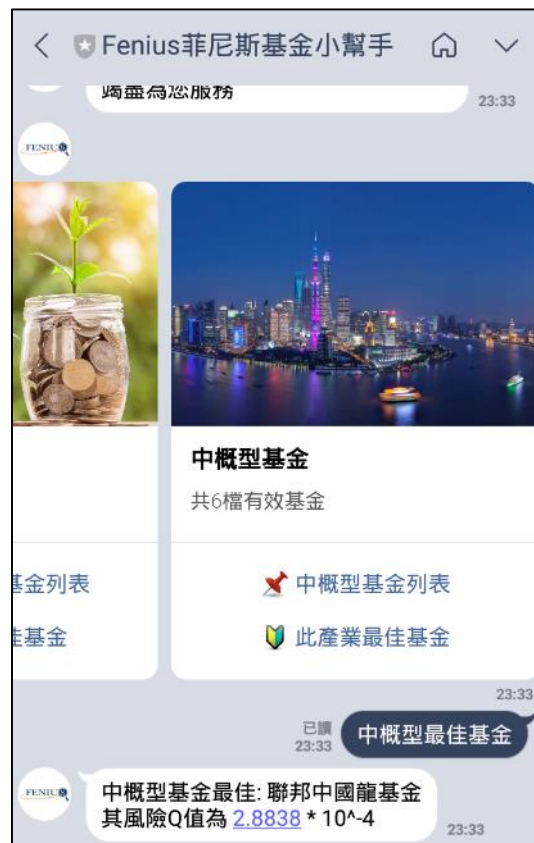 Fenius菲尼斯基金小幫手
竭盡為您服務
23:33
FENIUS
中概型基金
共6檔有效基金
基金列表
中概型基金列表
佳基金
此產業最佳基金
23:33
已讀
23:33
中概型最佳基金
FENIUS
中概型基金最佳: 聯邦中國龍基金
其風險Q值為 2.8838 * 10^-4
23:33